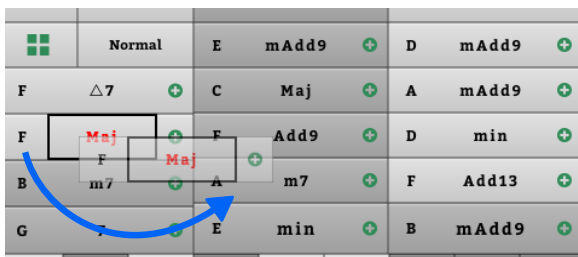 Normal E mAdd9 D mAdd9
F △7 C Maj A mAdd9
F Maj F Add9 D min
F Maj
B m7 A m7 F Add13
G 7 E min B mAdd9